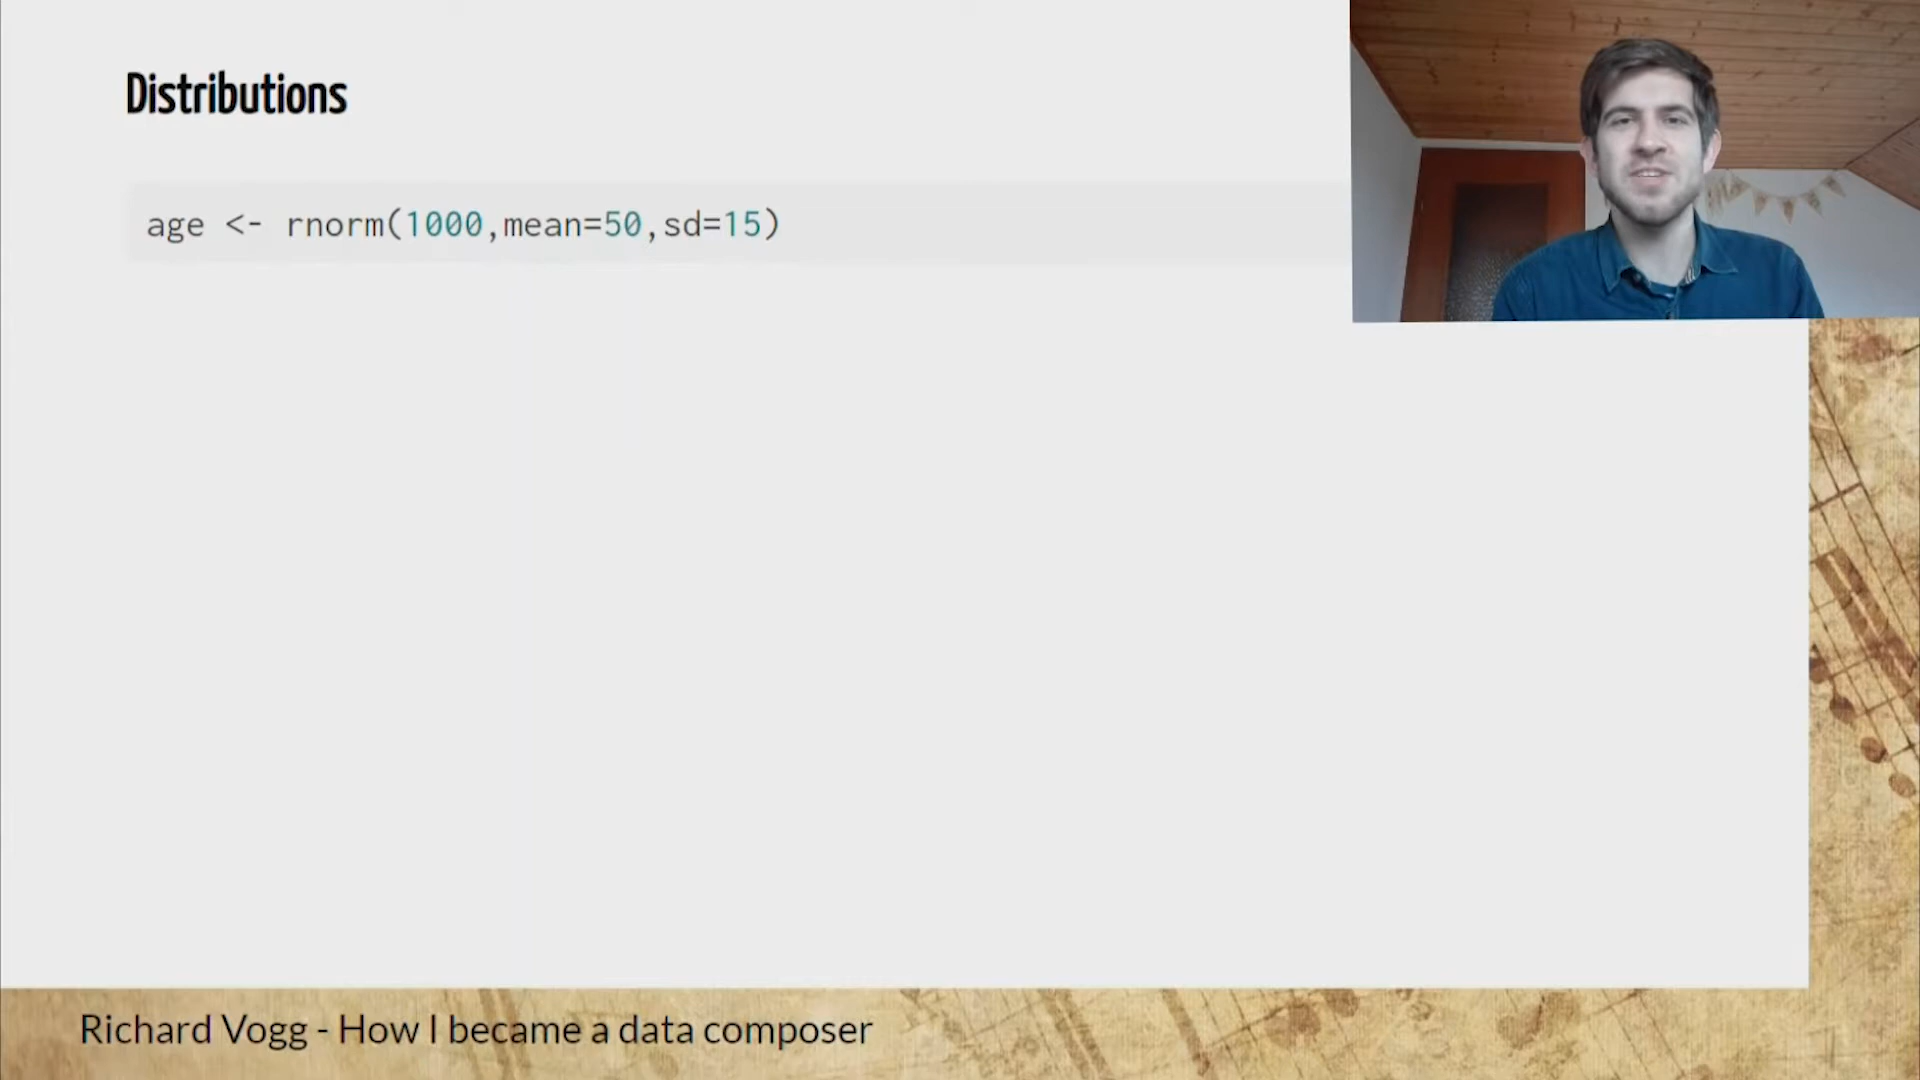 Distributions
age <- rnorm(1000,mean=50,sd=15)
Richard Vogg - How I became a data composer